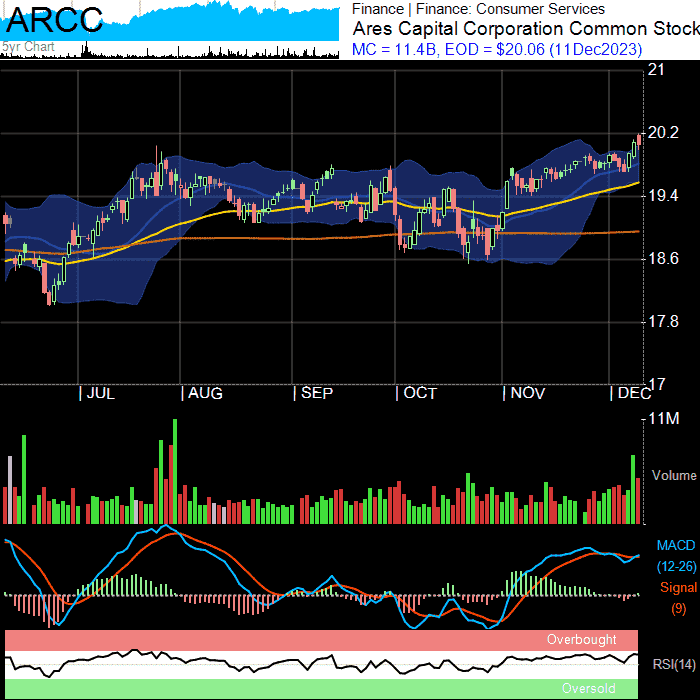 ARCC
5yr Chart
Finance | Finance: Consumer Services
Ares Capital Corporation Common Stock
MC = 11.4B, EOD = $20.06 (11Dec2023)
21
20.2
19.4
18.6
17.8
17
JUL AUG SEP OCT NOV DEC
11M
Volume
MACD
(12-26)
Signal
(9)
Overbought
RSI(14)
Oversold